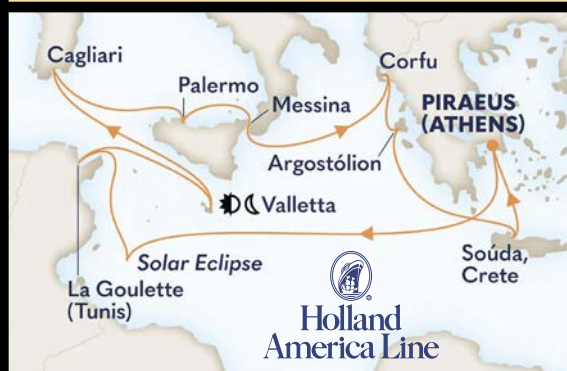 Cagliari
Corfu
Palermo
Messina
PIRAEUS
(ATHENS)
Argostólion
Valletta
Solar Eclipse
Soúda,
Crete
La Goulette
(Tunis)
Holland
America Line
®